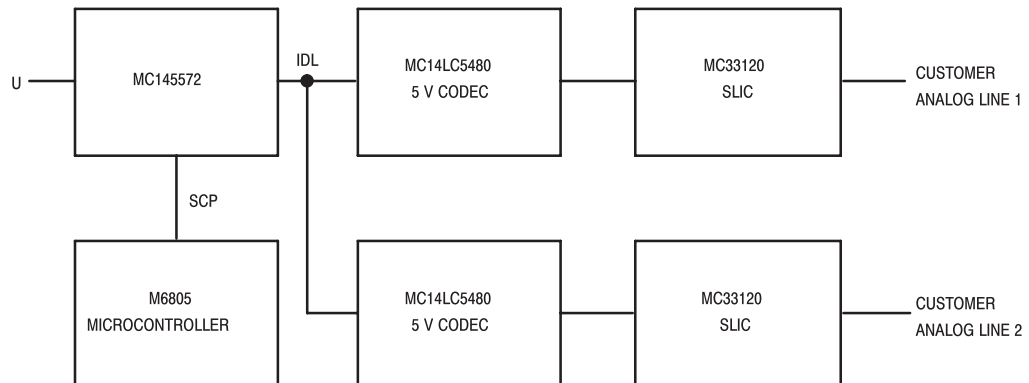 U
MC145572
IDL
MC14LC5480
5 V CODEC
MC33120
SLIC
CUSTOMER
ANALOG LINE 1
SCP
M6805
MICROCONTROLLER
MC14LC5480
5 V CODEC
MC33120
SLIC
CUSTOMER
ANALOG LINE 2